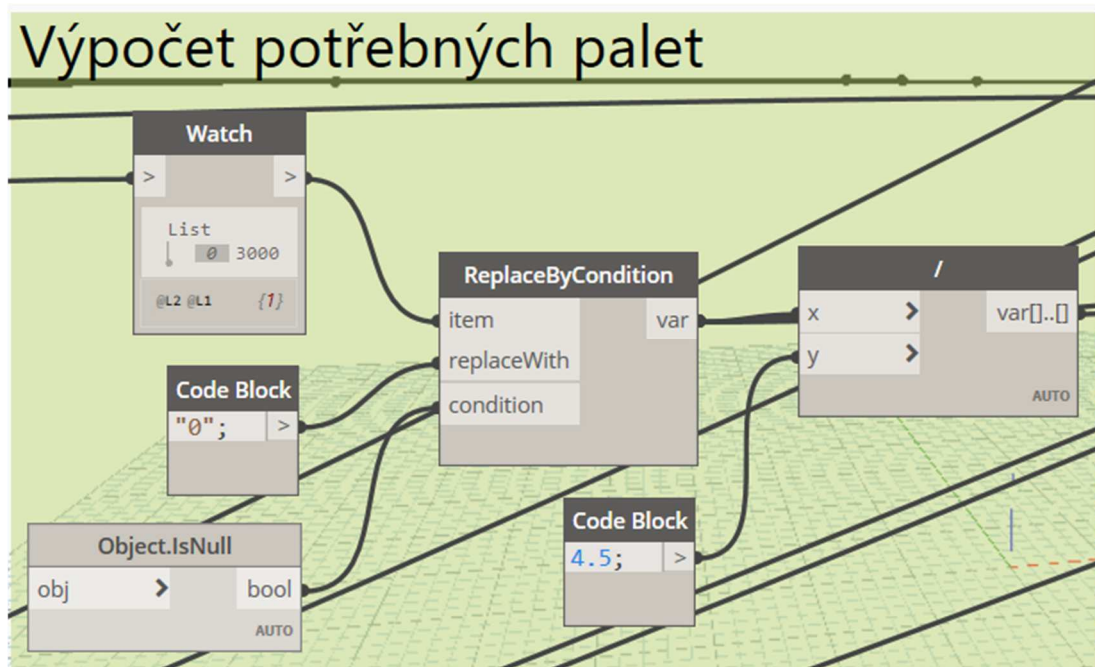 Výpočet potřebných palet
Watch
> >
List
0 3000
@L2 @L1 {1}
ReplaceByCondition
item var
replaceWith
condition
/
x > var[]..[]
y >
AUTO
Code Block
"0"; >
Code Block
4.5; >
Object.IsNull
obj > bool
AUTO